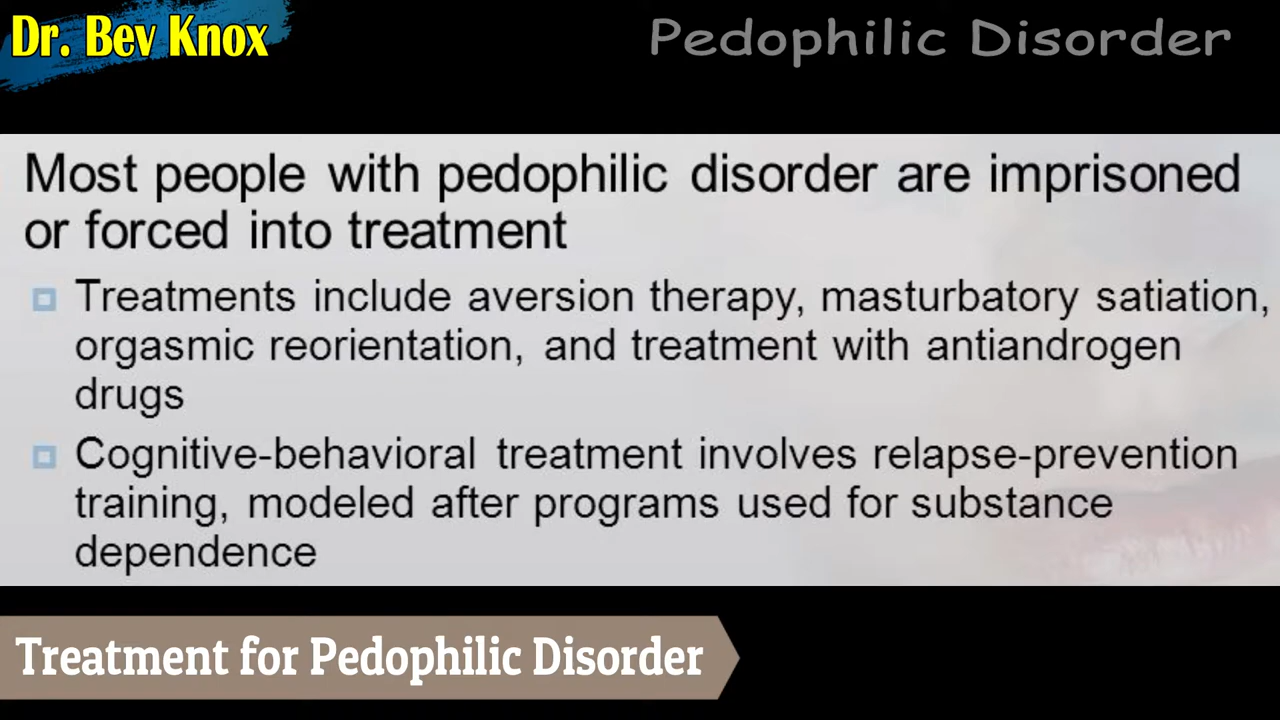 Dr. Bev Knox
Pedophilic Disorder
Most people with pedophilic disorder are imprisoned
or forced into treatment
Treatments include aversion therapy, masturbatory satiation,
orgasmic reorientation, and treatment with antiandrogen
drugs
Cognitive-behavioral treatment involves relapse-prevention
training, modeled after programs used for substance
dependence
Treatment for Pedophilic Disorder